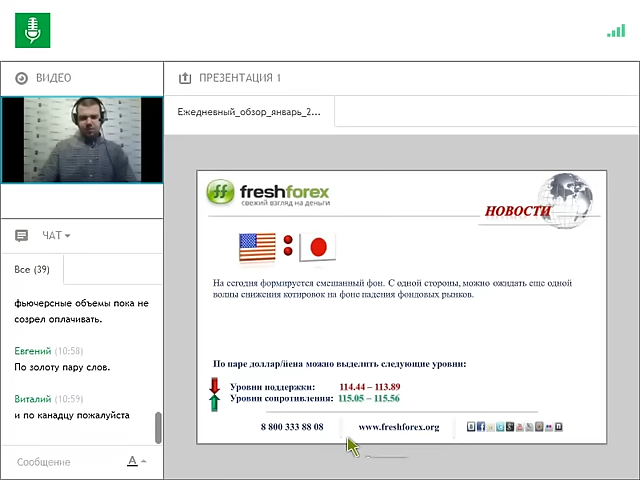 ВИДЕО
ПРЕЗЕНТАЦИЯ 1
Ежедневный_обзор_январь_2...
freshforex
свежий взгляд на деньги
НОВОСТИ
На сегодня формируется смешанный фон. С одной стороны, можно ожидать еще одной
волны снижения котировок на фоне падения фондовых рынков.
По паре доллар/йена можно выделить следующие уровни:
Уровни поддержки: 114.44 – 113.89
Уровни сопротивления: 115.05 – 115.56
8 800 333 88 08
www.freshforex.org
ЧАТ
Все (39)
фьючерсные объемы пока не
созрел оплачивать.
Евгений (10:58)
По золоту пару слов.
Виталий (10:59)
и по канадцу пожалуйста
Сообщение
A